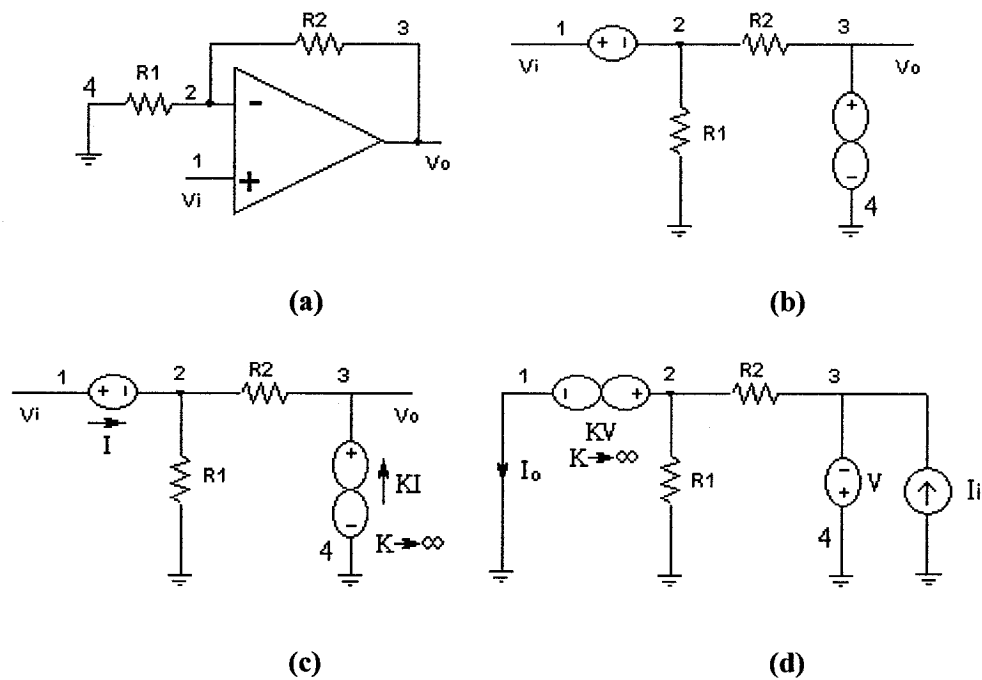 R2
3
R1
4
2
-
1
+
Vi
Vo
(a)
1
2
R2
3
+ -
Vi
Vo
R1
+
-
4
(b)
1
2
R2
3
+ -
Vi
Vo
I
R1
+
-
KI
4
K→∞
(c)
1
2
R2
3
- +
KV
K→∞
Io
R1
-
+
V
Ii
4
(d)